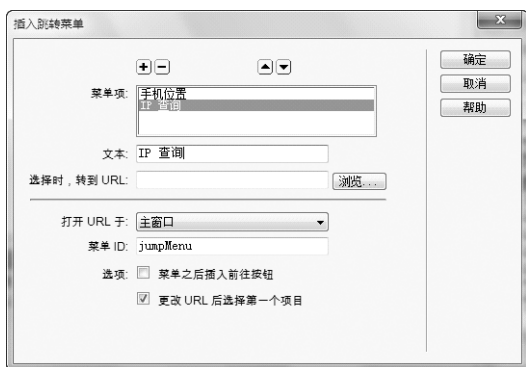 插入跳转菜单
确定
取消
帮助
菜单项:
手机位置
IP 查询
文本: IP 查询
选择时，转到 URL:
浏览...
打开 URL 于: 主窗口
菜单 ID: jumpMenu
选项: 菜单之后插入前往按钮
更改 URL 后选择第一个项目